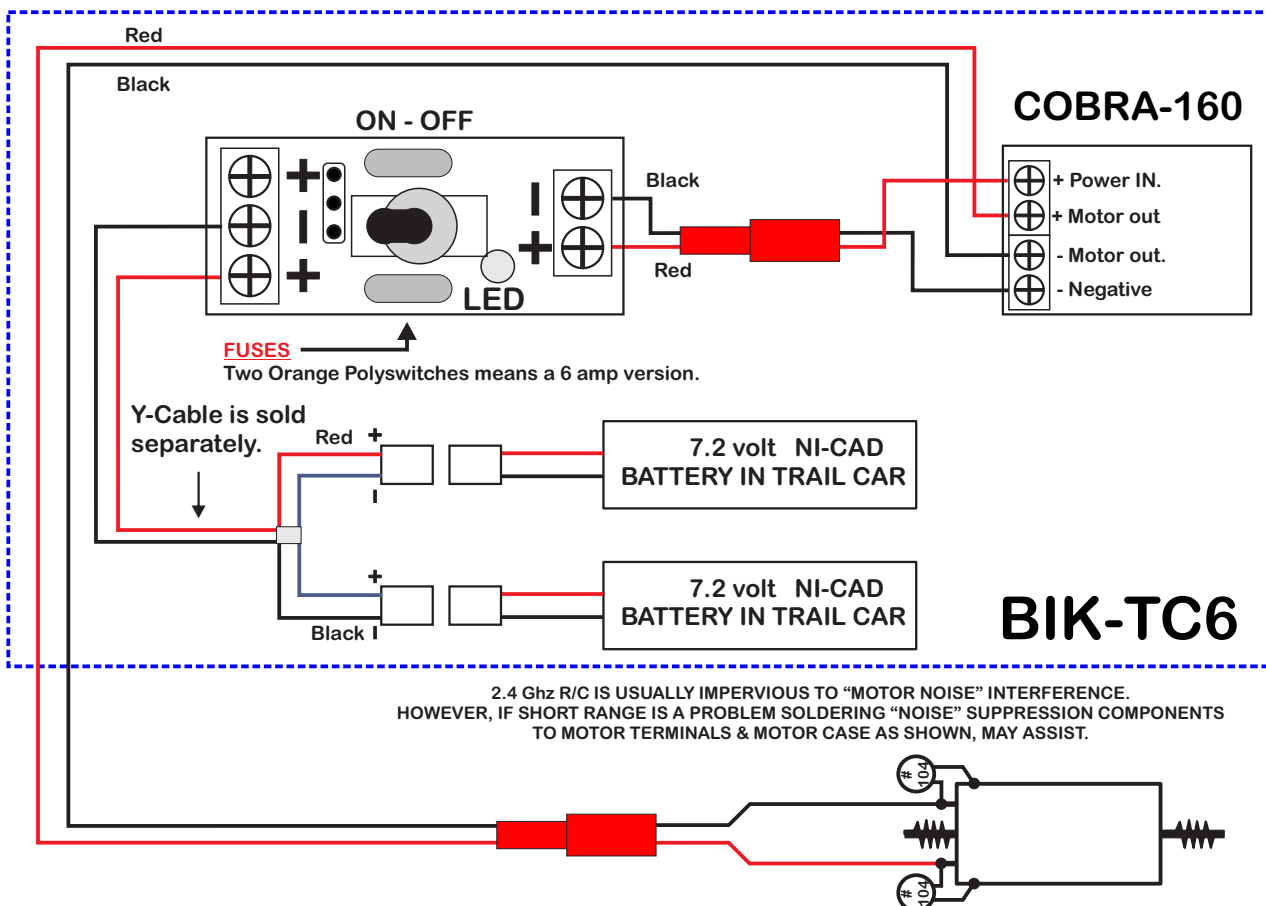 Red
Black
ON - OFF
COBRA-160
+
I
+
I
+
Black
Red
LED
+ Power IN.
+ Motor out
- Motor out.
- Negative
FUSES
Two Orange Polyswitches means a 6 amp version.
Y-Cable is sold
separately.
Red +
I
7.2 volt NI-CAD
BATTERY IN TRAIL CAR
+
Black I
7.2 volt NI-CAD
BATTERY IN TRAIL CAR
BIK-TC6
2.4 Ghz R/C IS USUALLY IMPERVIOUS TO “MOTOR NOISE” INTERFERENCE.
HOWEVER, IF SHORT RANGE IS A PROBLEM SOLDERING “NOISE” SUPPRESSION COMPONENTS
TO MOTOR TERMINALS & MOTOR CASE AS SHOWN, MAY ASSIST.
#
104
#
104